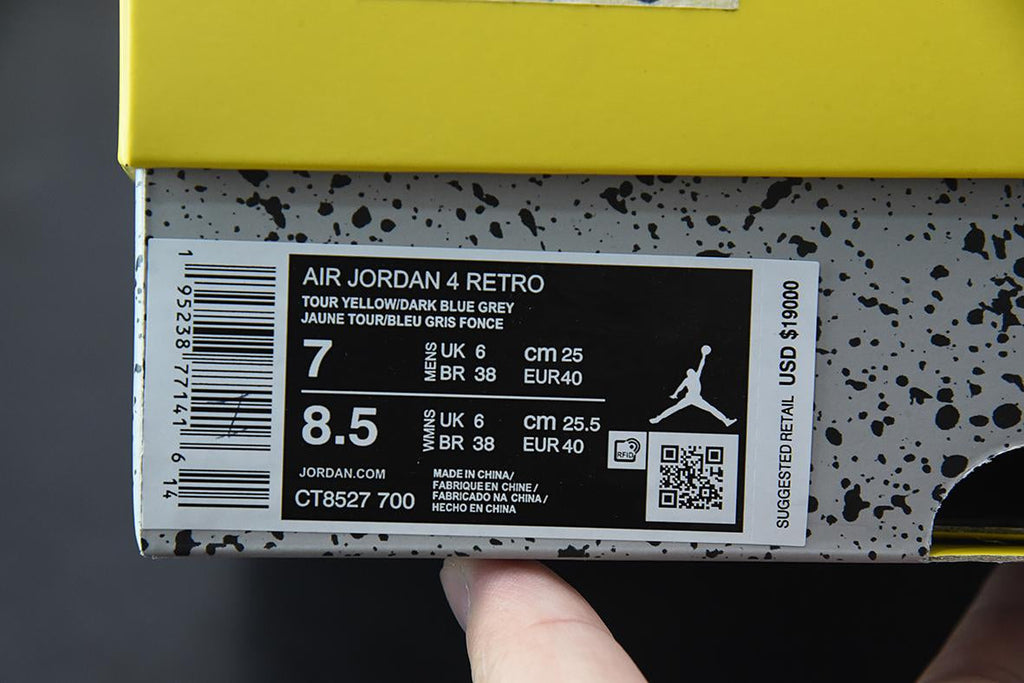 AIR JORDAN 4 RETRO
TOUR YELLOW/DARK BLUE GREY
JAUNE TOUR/BLEU GRIS FONCE
7
MENS
UK 6
cm 25
BR 38
EUR 40
8.5
WMNS
UK 6
cm 25.5
BR 38
EUR 40
JORDAN.COM
CT8527 700
MADE IN CHINA/
FABRIQUE EN CHINE/
FABRICADO NA CHINA/
HECHO EN CHINA
RFID
1 95238 77141 6
14
SUGGESTED RETAIL USD $19000